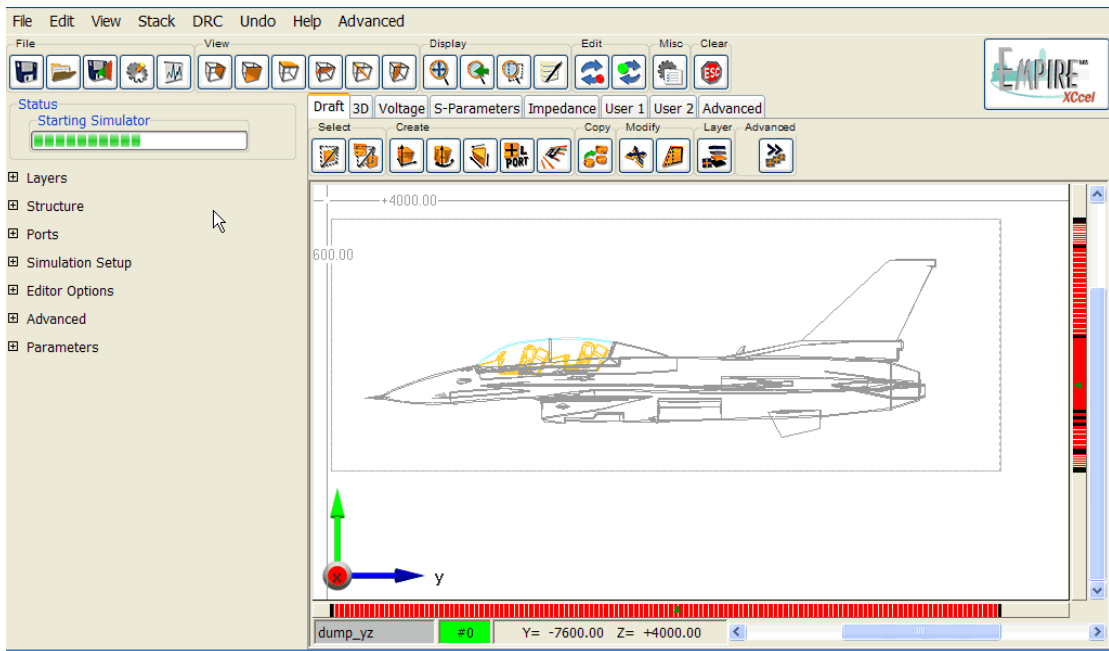 File Edit View Stack DRC Undo Help Advanced
File View Display Edit Misc Clear
ESC
EMPIRE
XCcel
Status
Starting Simulator
Draft 3D Voltage S-Parameters Impedance User 1 User 2 Advanced
Select Create Copy Modify Layer Advanced
L
PORT
Layers
Structure
Ports
Simulation Setup
Editor Options
Advanced
Parameters
+4000.00
600.00
x
y
dump_yz #0 Y= -7600.00 Z= +4000.00